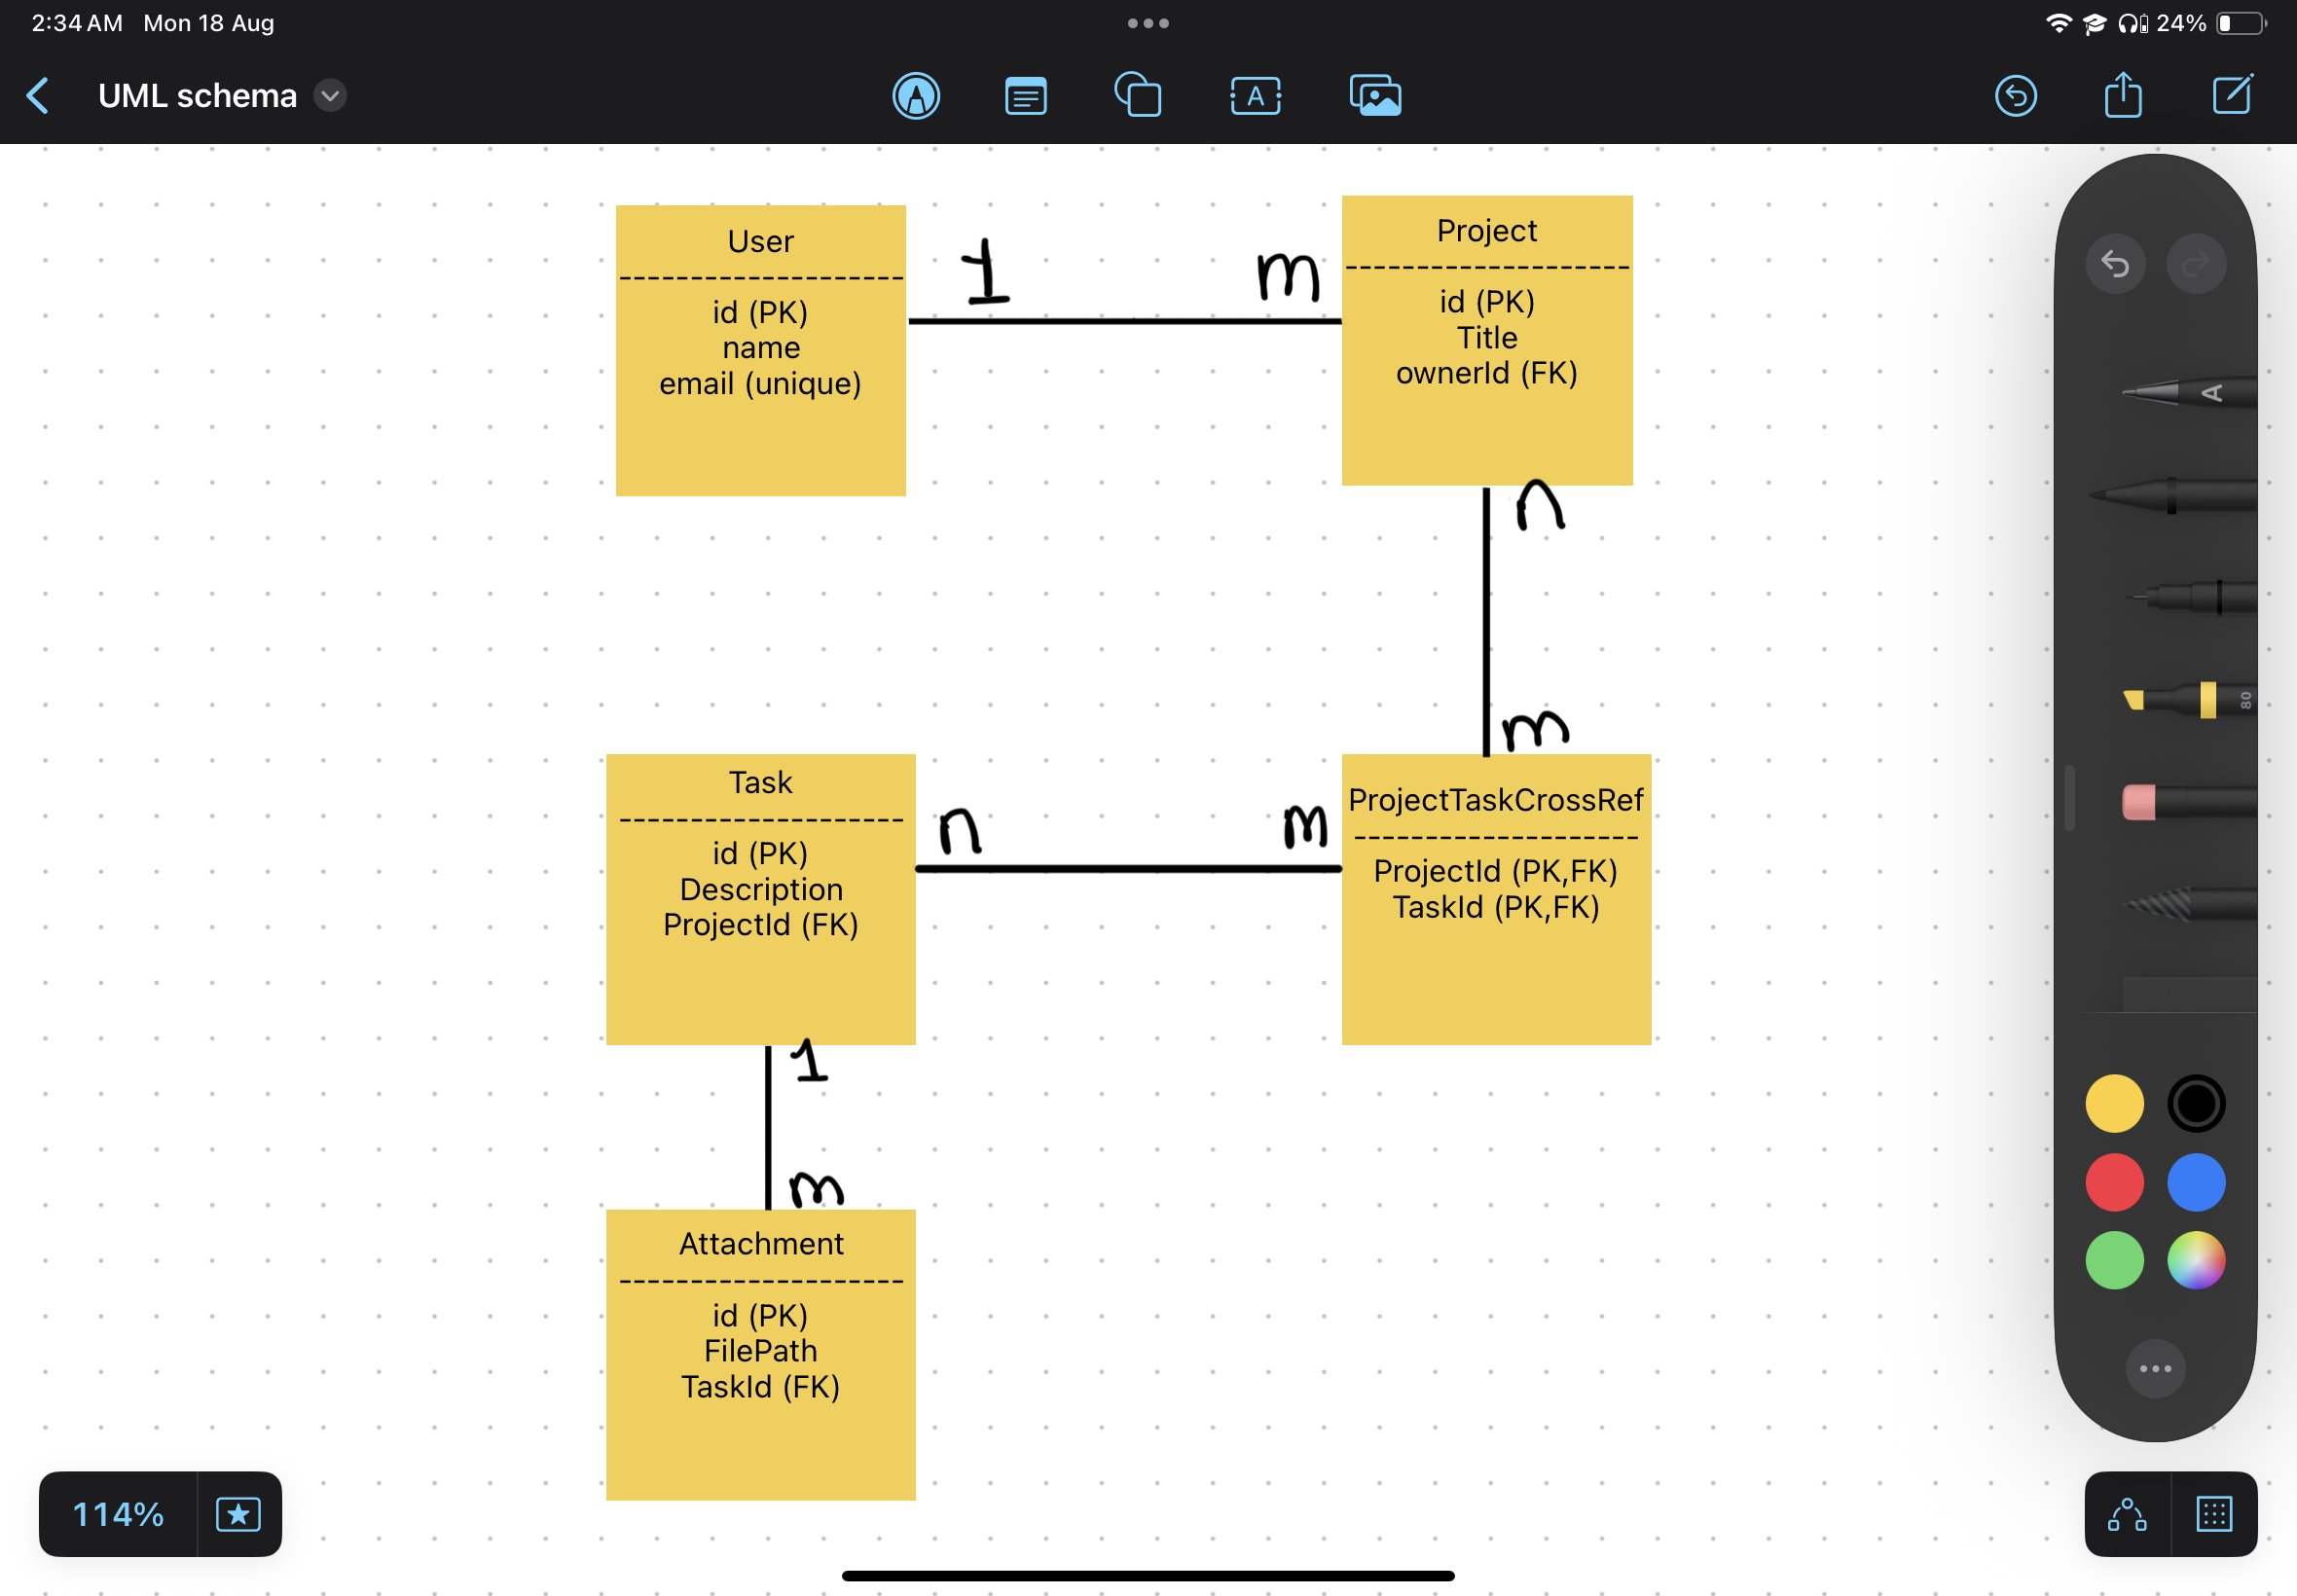 2:34 AM Mon 18 Aug
24%
UML schema
A
User
--------------------
id (PK)
name
email (unique)
1
m
Project
--------------------
id (PK)
Title
ownerId (FK)
n
m
Task
--------------------
id (PK)
Description
ProjectId (FK)
n
m
ProjectTaskCrossRef
--------------------
ProjectId (PK,FK)
TaskId (PK,FK)
1
m
Attachment
--------------------
id (PK)
FilePath
TaskId (FK)
A
80
114%